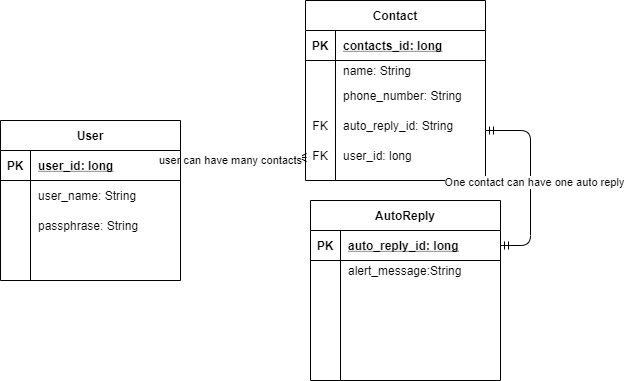 Contact
PK contacts_id: long
name: String
phone_number: String
FK auto_reply_id: String
FK user_id: long
User
PK user_id: long
user_name: String
passphrase: String
user can have many contacts
One contact can have one auto reply
AutoReply
PK auto_reply_id: long
alert_message:String